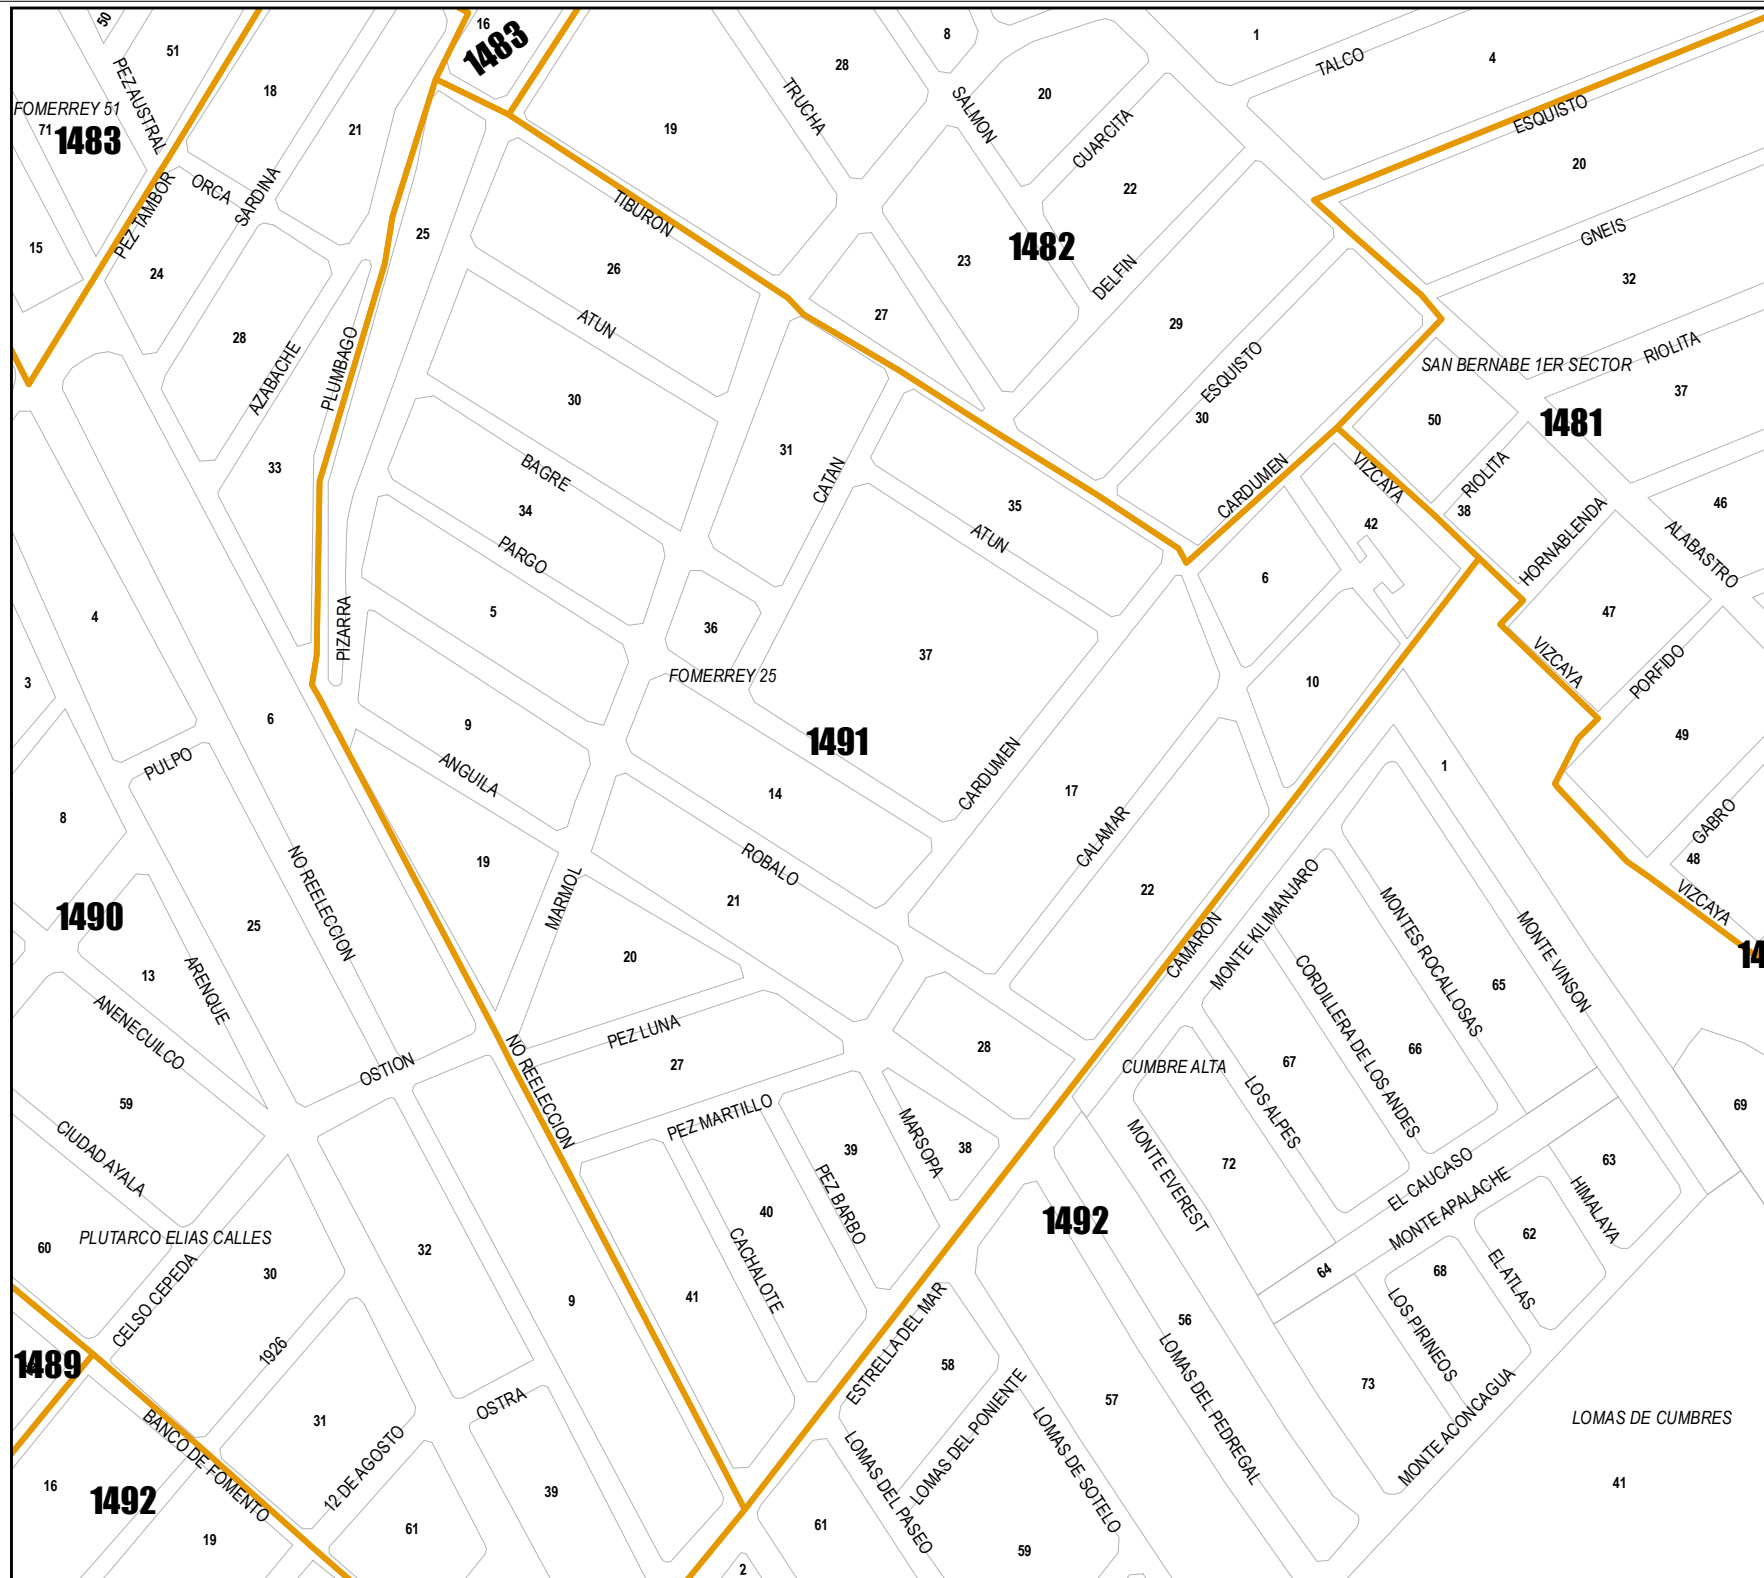 50
16
1483
51
8
1
TALCO
4
28
PEZ AUSTRAL
18
TRUCHA
SALMON
20
FOMERREY 51
71
1483
21
19
CUARCITA
ESQUISTO
20
ORCA
SARDINA
22
PEZ TAMBOR
TIBURON
15
25
1482
GNEIS
24
26
23
DELFIN
32
27
ATUN
29
28
PLUMBAGO
AZABACHE
ESQUISTO
SAN BERNABE 1ER SECTOR
RIOLITA
37
30
30
50
1481
31
33
BAGRE
CATAN
CARDUMEN
VIZCAYA
RIOLITA
34
35
38
42
46
ATUN
PARGO
HORNABLENDA
ALABASTRO
6
4
5
PIZARRA
36
47
37
FOMERREY 25
VIZCAYA
PORFIDO
3
10
6
9
1491
49
PULPO
ANGUILA
CARDUMEN
1
14
17
8
CALAMAR
GABRO
48
19
ROBALO
NO REELECCION
MARMOL
21
22
MONTE KILIMANJARO
MONTES ROCALLOSAS
VIZCAYA
1490
25
CAMARON
MONTE VINSON
14
20
13
ARENQUE
CORDILLERA DE LOS ANDES
65
ANENECUILCO
PEZ LUNA
NO REELECCION
28
OSTION
27
CUMBRE ALTA
67
66
59
LOS ALPES
69
PEZ MARTILLO
CIUDAD AYALA
MARSOPA
38
39
MONTE EVEREST
72
63
EL CAUCASO
PEZ BARBO
HIMALAYA
MONTE APALACHE
40
1492
PLUTARCO ELIAS CALLES
60
32
62
CACHALOTE
EL ATLAS
CELSO CEPEDA
30
64
68
9
41
ESTRELLA DEL MAR
56
LOS PIRINEOS
1926
1489
58
LOMAS DEL PEDREGAL
73
OSTRA
LOMAS DEL PONIENTE
57
MONTE ACONCAGUA
31
LOMAS DE SOTELO
LOMAS DE CUMBRES
BANCO DE FOMENTO
12 DE AGOSTO
LOMAS DEL PASEO
16
1492
39
41
61
61
19
59
2